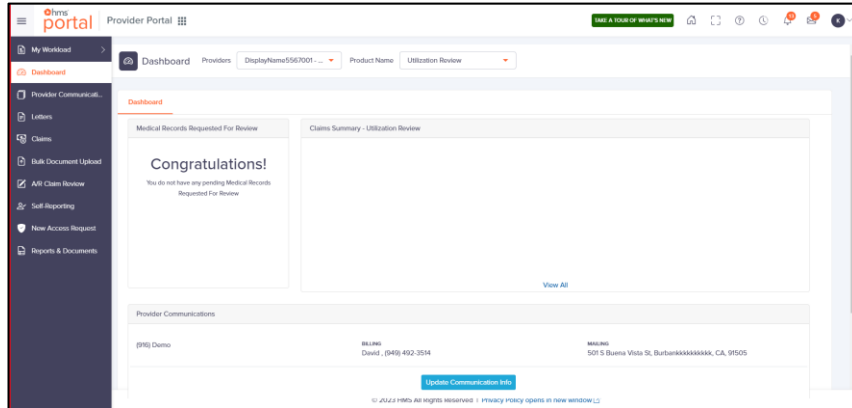 hms
portal
Provider Portal
TAKE A TOUR OF WHAT'S NEW
K
My Workload
Dashboard
Provider Communicati..
Letters
Claims
Bulk Document Upload
A/R Claim Review
Self-Reporting
New Access Request
Reports & Documents
Dashboard
Providers
DisplayName5567001 - ...
Product Name
Utilization Review
Dashboard
Medical Records Requested For Review
Congratulations!
You do not have any pending Medical Records
Requested For Review
Claims Summary - Utilization Review
View All
Provider Communications
(916) Demo
BILLING
David , (949) 492-3514
MAILING
501 S Buena Vista St, Burbankkkkkkkkkk, CA, 91505
Update Communication Info
© 2023 HMS All Rights Reserved | Privacy Policy opens in new window